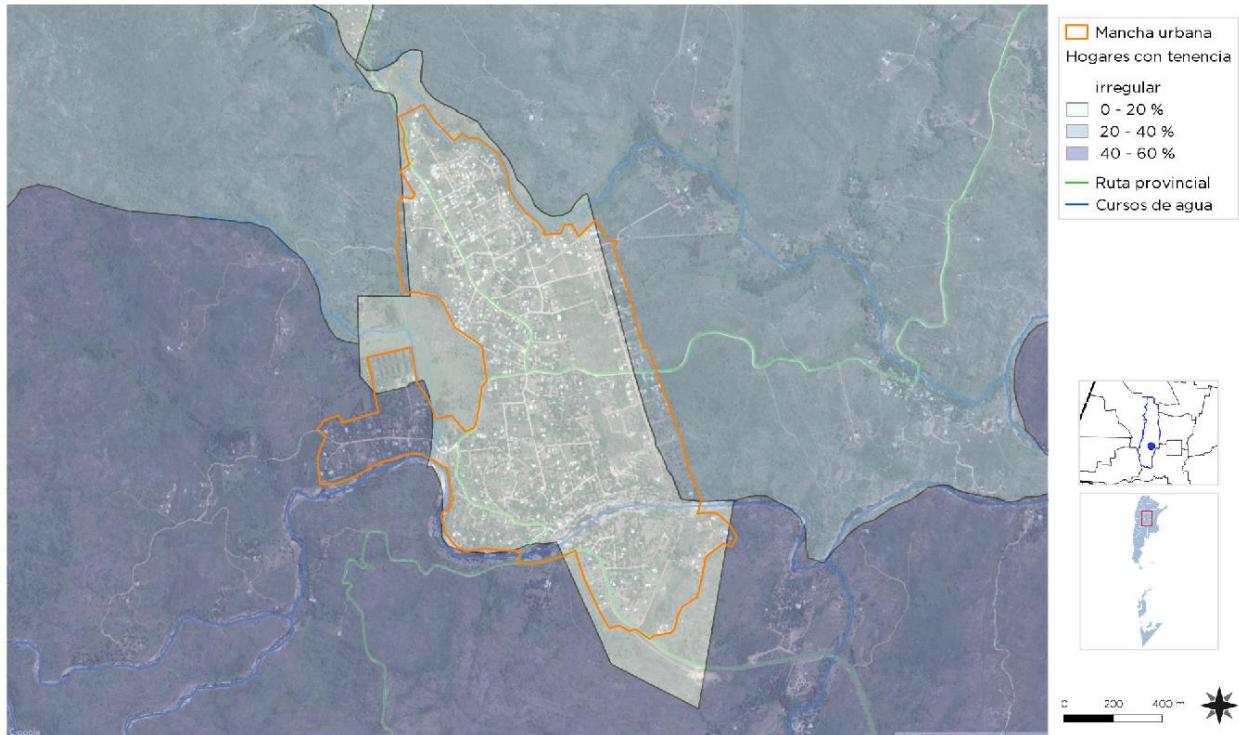 Mancha urbana
Hogares con tenencia
irregular
0 - 20 %
20 - 40 %
40 - 60 %
Ruta provincial
Cursos de agua
0 200 400 m
Google